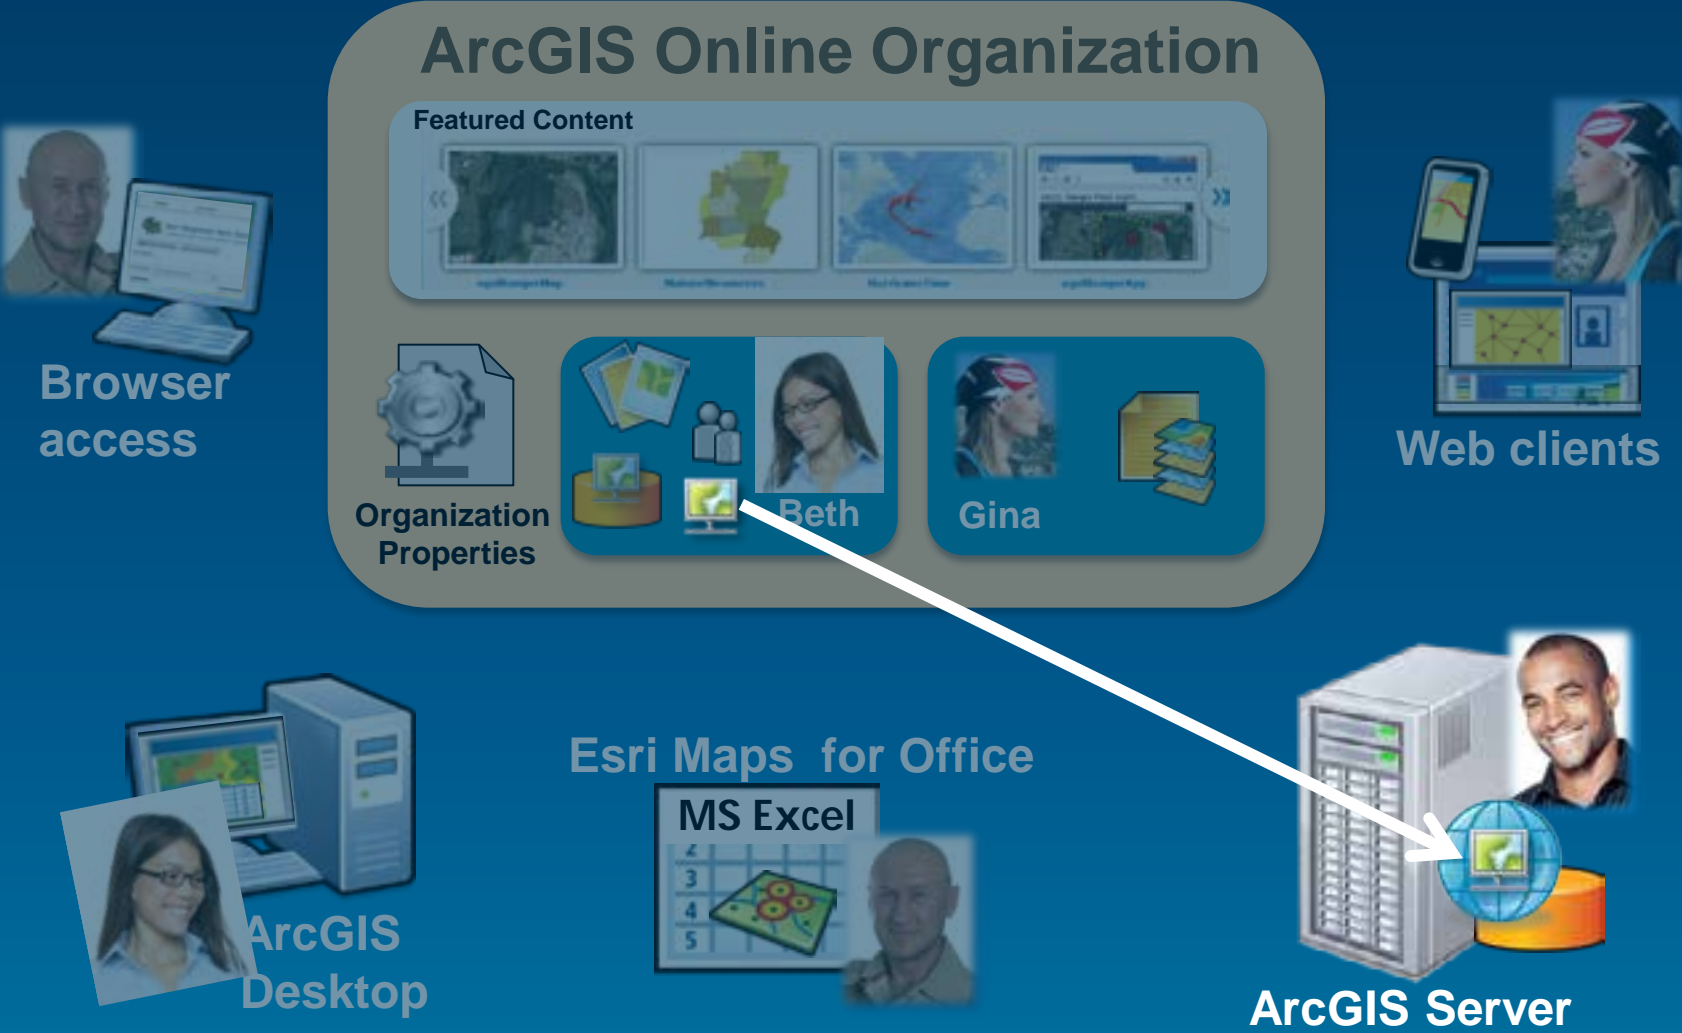 ArcGIS Online Organization
Featured Content
Browser
access
Web clients
Organization
Properties
Beth
Gina
Esri Maps  for Office
MS Excel
3
4
5
ArcGIS
Desktop
ArcGIS Server